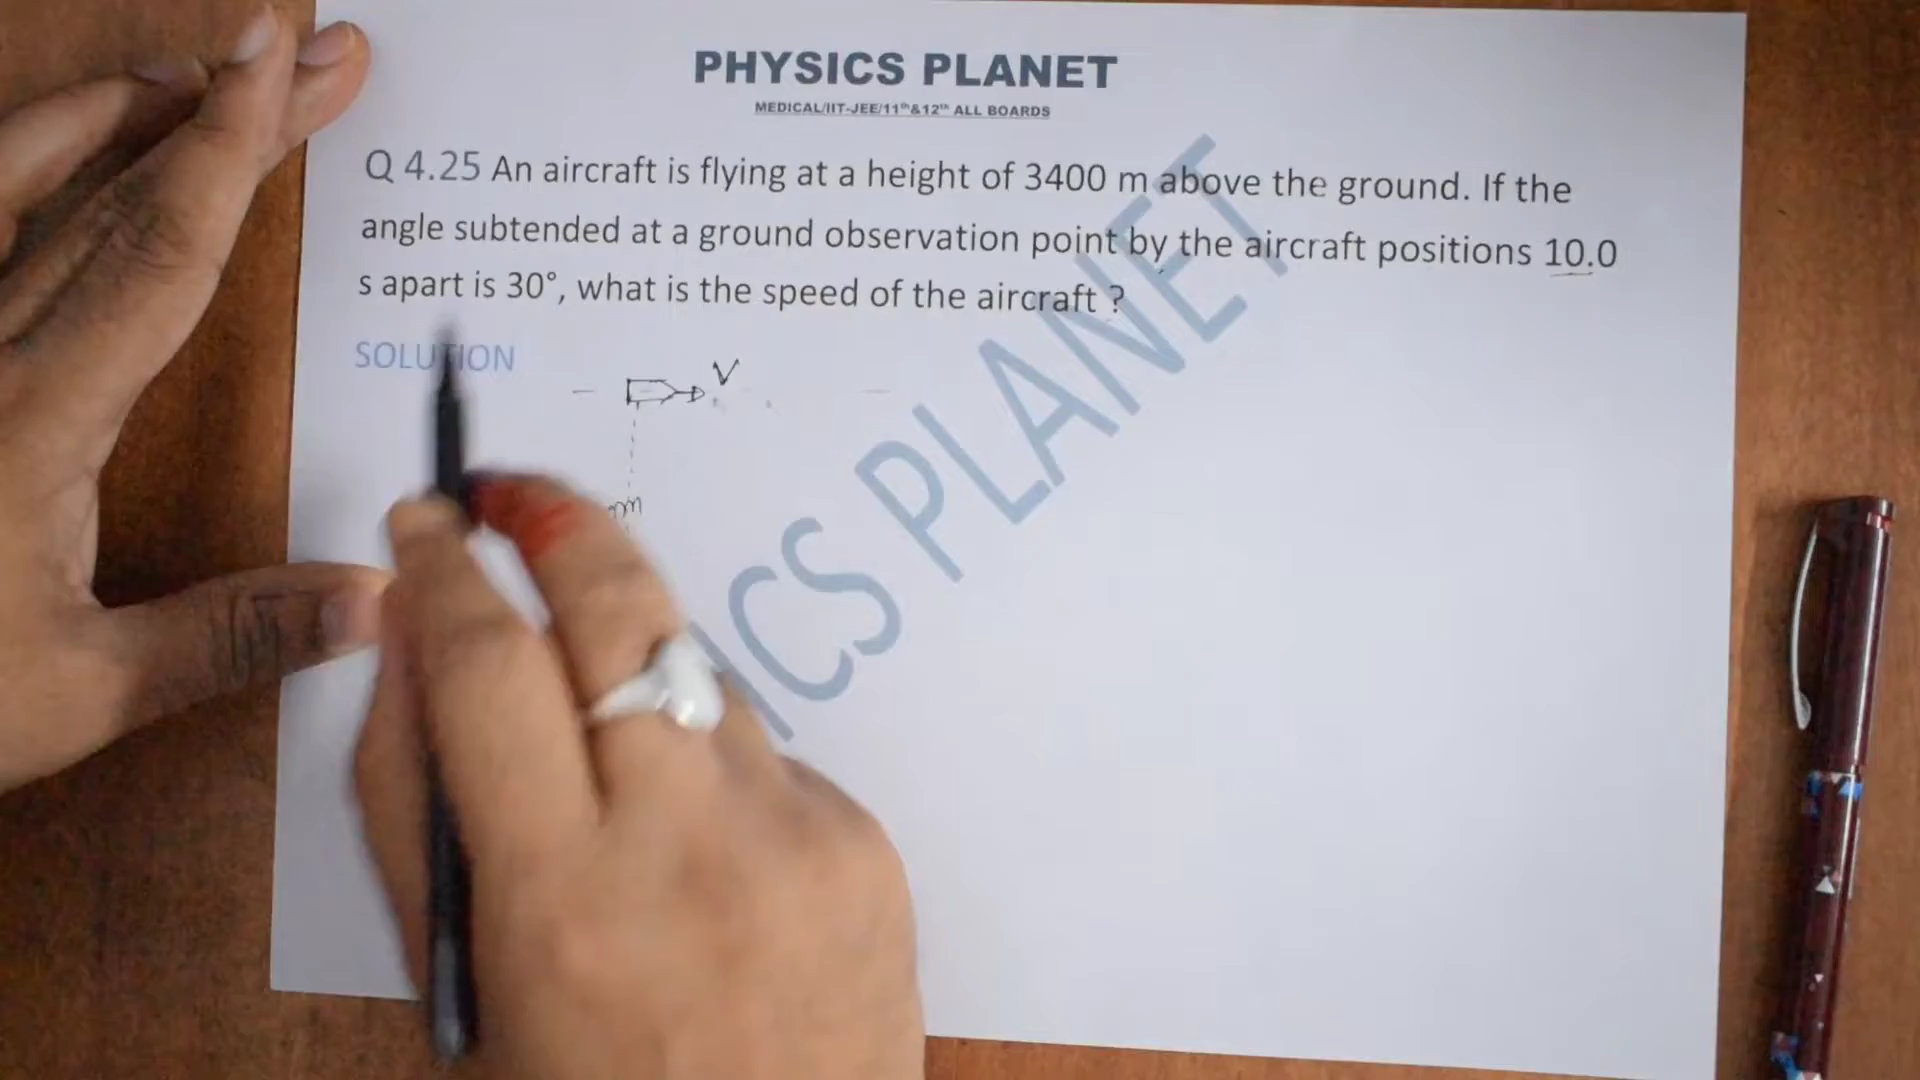 PHYSICS PLANET
MEDICAL/IIT-JEE/11th&12th ALL BOARDS
Q 4.25 An aircraft is flying at a height of 3400 m above the ground. If the
angle subtended at a ground observation point by the aircraft positions 10.0
s apart is 30°, what is the speed of the aircraft ?
SOLUTION
V
m
ICS PLANET